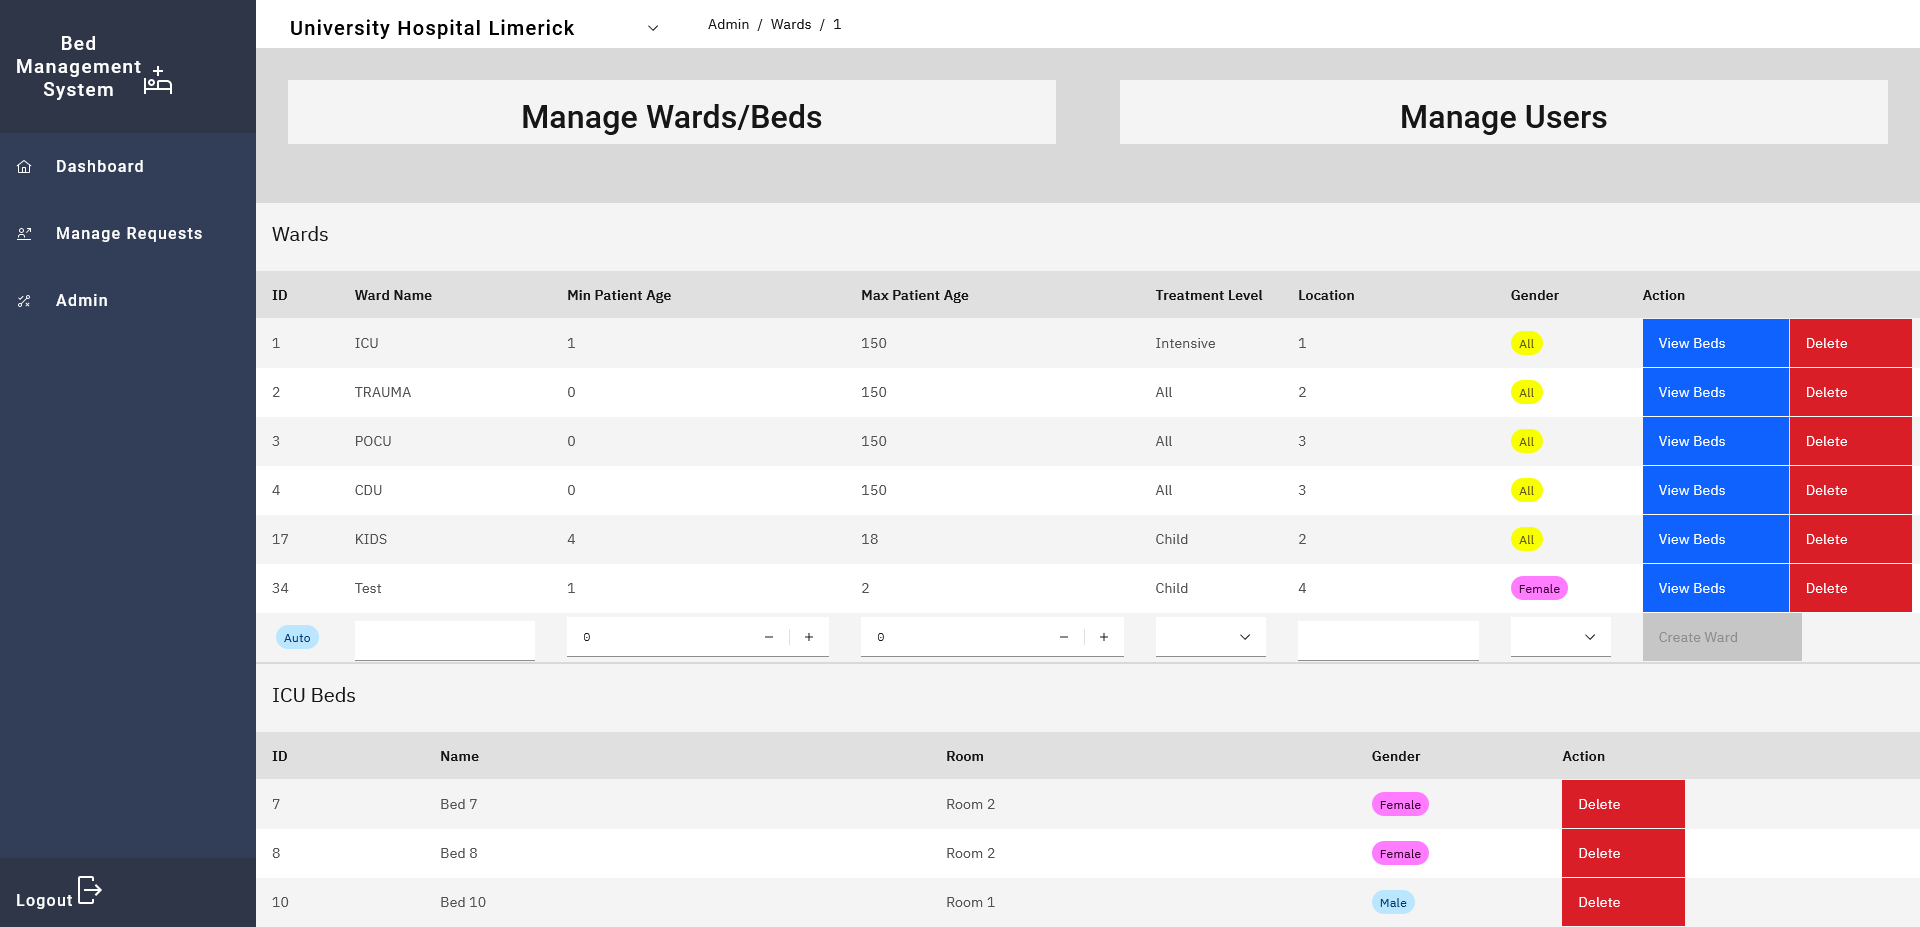 Bed
Management
System
Dashboard
Manage Requests
Admin
Logout
University Hospital Limerick
Admin / Wards / 1
Manage Wards/Beds Manage Users
Wards
ID Ward Name Min Patient Age Max Patient Age Treatment Level Location Gender Action
1 ICU 1 150 Intensive 1 All View Beds Delete
2 TRAUMA 0 150 All 2 All View Beds Delete
3 POCU 0 150 All 3 All View Beds Delete
4 CDU 0 150 All 3 All View Beds Delete
17 KIDS 4 18 Child 2 All View Beds Delete
34 Test 1 2 Child 4 Female View Beds Delete
Auto 0 0 Create Ward
ICU Beds
ID Name Room Gender Action
7 Bed 7 Room 2 Female Delete
8 Bed 8 Room 2 Female Delete
10 Bed 10 Room 1 Male Delete